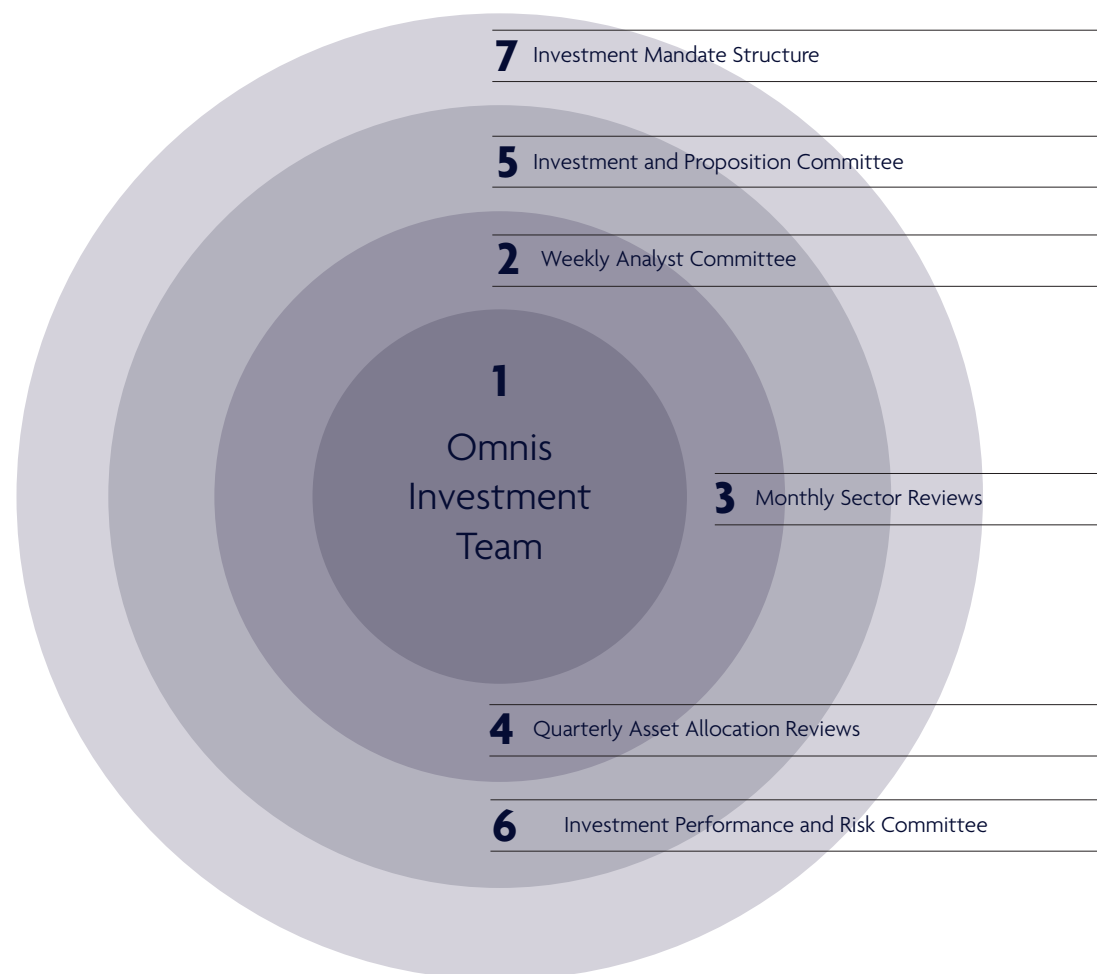 7 Investment Mandate Structure
5 Investment and Proposition Committee
2 Weekly Analyst Committee
1
Omnis
Investment
Team
3 Monthly Sector Reviews
4 Quarterly Asset Allocation Reviews
6 Investment Performance and Risk Committee